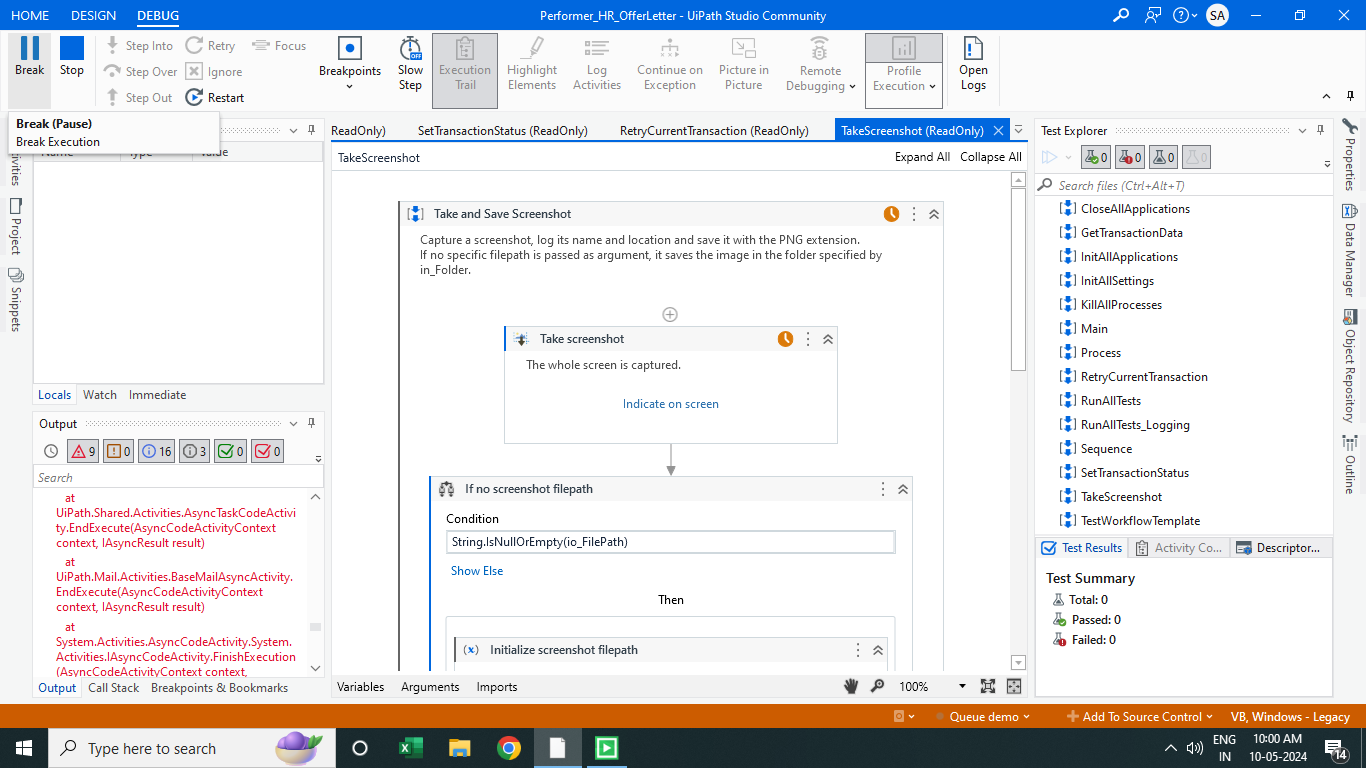 HOME DESIGN DEBUG Performer_HR_OfferLetter - UiPath Studio Community SA
Break Stop Step Into Retry Focus
Step Over Ignore
Step Out Restart
Breakpoints Slow Step Execution Trail Highlight Elements Log Activities Continue on Exception Picture in Picture Remote Debugging Profile Execution Open Logs
OFF
Break (Pause)
Break Execution
Value
Project
Snippets
Locals Watch Immediate
Output
9 0 16 3 0 0
Search
at
UiPath.Shared.Activities.AsyncTaskCodeActivi
ty.EndExecute(AsyncCodeActivityContext
context, IAsyncResult result)
at
UiPath.Mail.Activities.BaseMailAsyncActivity.
EndExecute(AsyncCodeActivityContext
context, IAsyncResult result)
at
System.Activities.AsyncCodeActivity.System.
Activities.IAsyncCodeActivity.FinishExecution
(AsyncCodeActivityContext context,
Output Call Stack Breakpoints & Bookmarks
ReadOnly) SetTransactionStatus (ReadOnly) RetryCurrentTransaction (ReadOnly) TakeScreenshot (ReadOnly)
TakeScreenshot Expand All Collapse All
Take and Save Screenshot
Capture a screenshot, log its name and location and save it with the PNG extension.
If no specific filepath is passed as argument, it saves the image in the folder specified by
in_Folder.
Take screenshot
The whole screen is captured.
Indicate on screen
If no screenshot filepath
Condition
String.IsNullOrEmpty(io_FilePath)
Show Else
Then
Initialize screenshot filepath
Variables Arguments Imports 100%
Test Explorer
0 0 0 0
Search files (Ctrl+Alt+T)
CloseAllApplications
GetTransactionData
InitAllApplications
InitAllSettings
KillAllProcesses
Main
Process
RetryCurrentTransaction
RunAllTests
RunAllTests_Logging
Sequence
SetTransactionStatus
TakeScreenshot
TestWorkflowTemplate
Test Results Activity Co... Descriptor...
Test Summary
Total: 0
Passed: 0
Failed: 0
Properties
Data Manager
Object Repository
Outline
Queue demo Add To Source Control VB, Windows - Legacy
Type here to search
ENG
IN
10:00 AM
10-05-2024
14